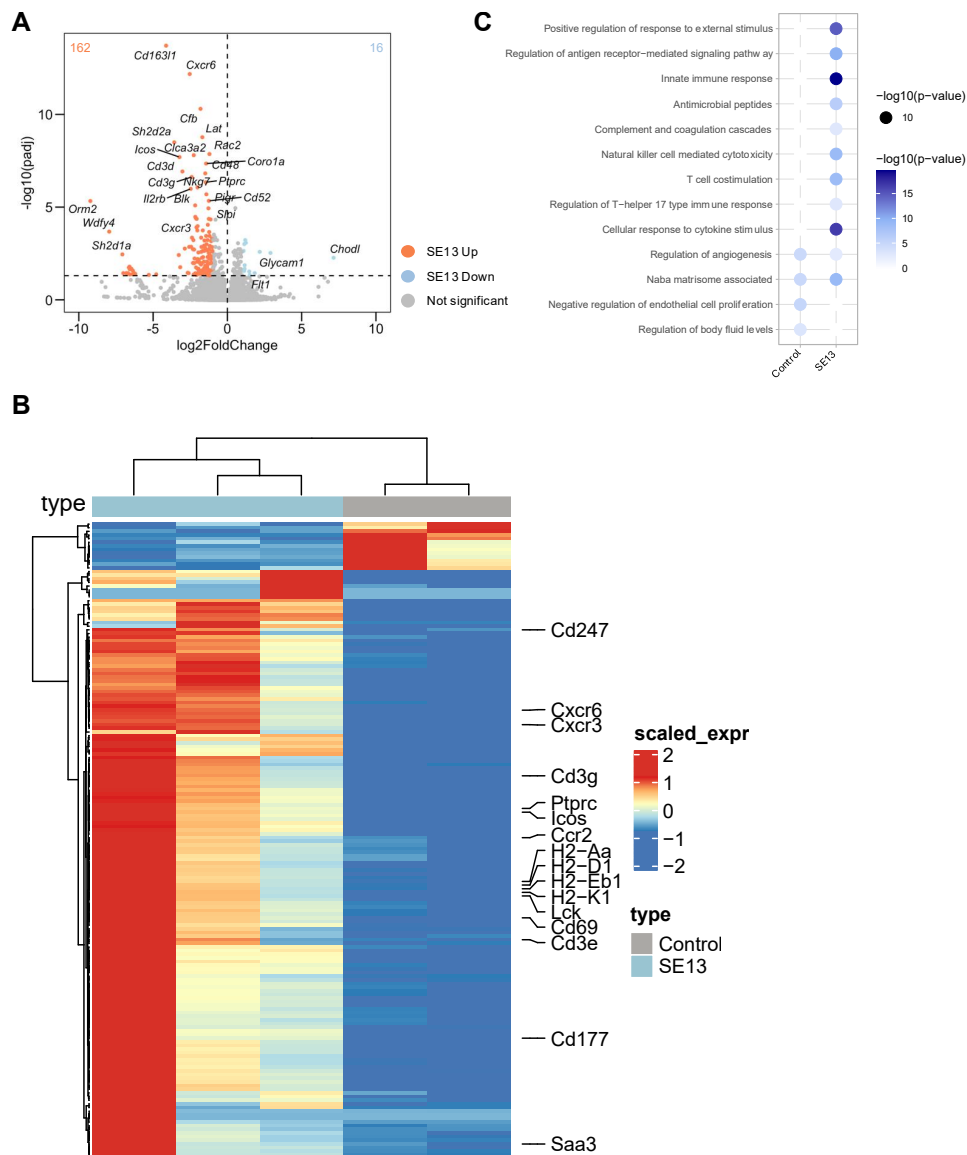 A
162
16
Cd163l1
Cxcr6
Cfb
Lat
Sh2d2a
Rac2
Icos
Clca3a2
Cd48
Coro1a
Cd3d
Cd3g
Nkg7
Ptprc
Il2rb
Blk
Pigr
Cd52
Orm2
Slpi
Wdfy4
Cxcr3
Sh2d1a
Chodl
Glycam1
Flt1
10
5
0
-log10(padj)
-10
-5
0
5
10
log2FoldChange
SE13 Up
SE13 Down
Not significant
C
Positive regulation of response to external stimulus
Regulation of antigen receptor-mediated signaling pathway
Innate immune response
Antimicrobial peptides
Complement and coagulation cascades
Natural killer cell mediated cytotoxicity
T cell costimulation
Regulation of T-helper 17 type immune response
Cellular response to cytokine stimulus
Regulation of angiogenesis
Naba matrisome associated
Negative regulation of endothelial cell proliferation
Regulation of body fluid levels
Control
SE13
−log10(p−value)
10
−log10(p−value)
15
10
5
0
B
type
Cd247
Cxcr6
Cxcr3
Cd3g
Ptprc
Icos
Ccr2
H2−Aa
H2−D1
H2−Eb1
H2−K1
Lck
Cd69
Cd3e
Cd177
Saa3
scaled_expr
2
1
0
−1
−2
type
Control
SE13